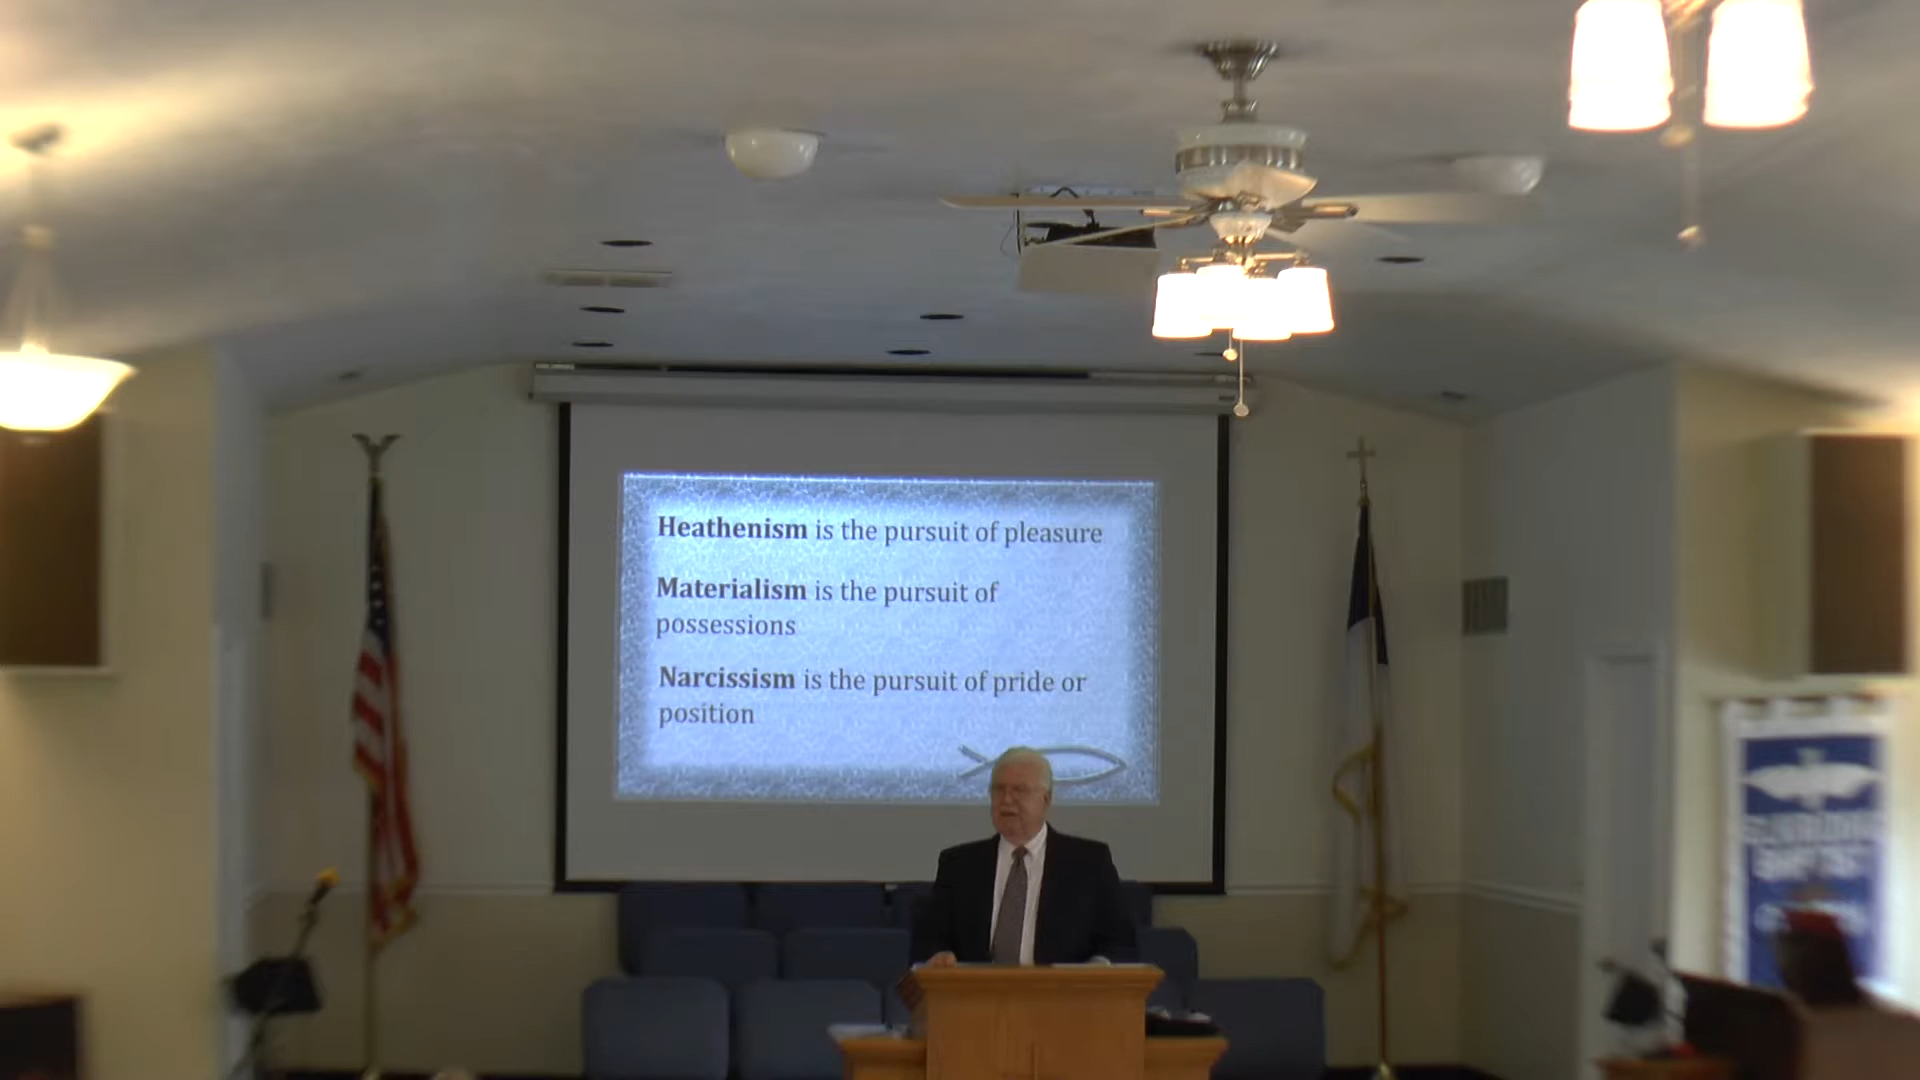 Heathenism is the pursuit of pleasure
Materialism is the pursuit of
possessions
Narcissism is the pursuit of pride or
position